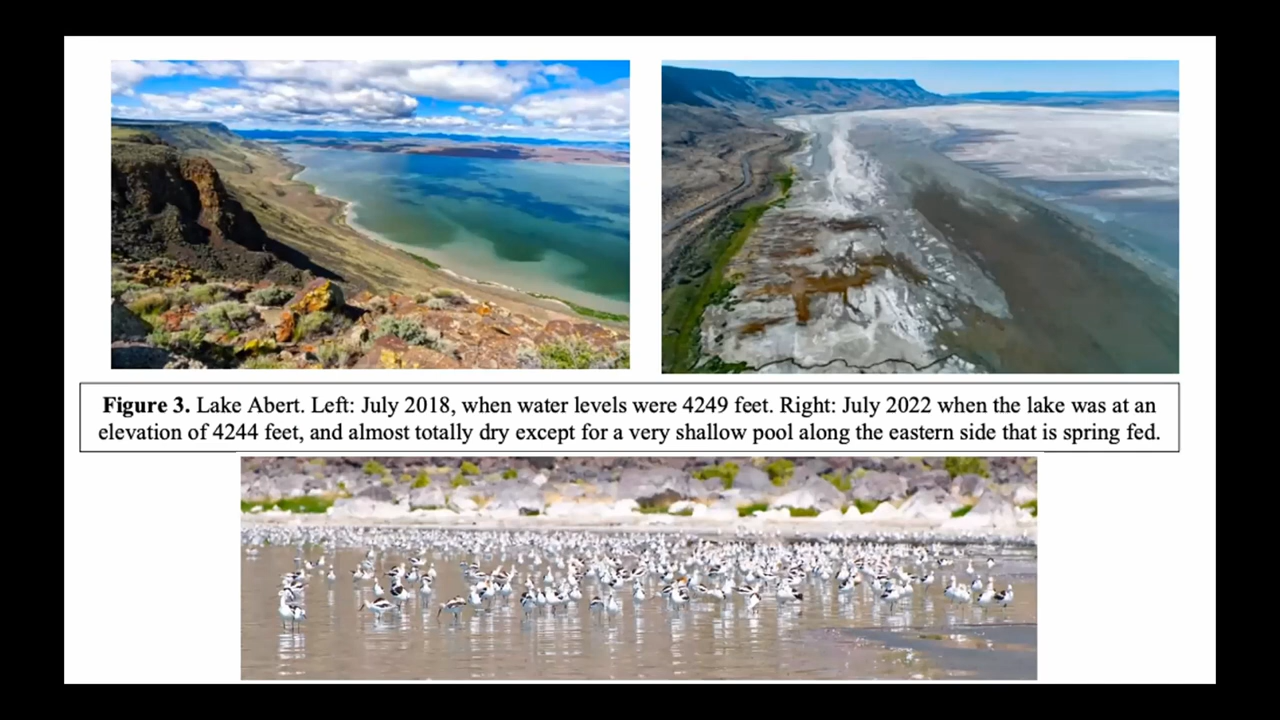 Figure 3. Lake Abert. Left: July 2018, when water levels were 4249 feet. Right: July 2022 when the lake was at an
elevation of 4244 feet, and almost totally dry except for a very shallow pool along the eastern side that is spring fed.